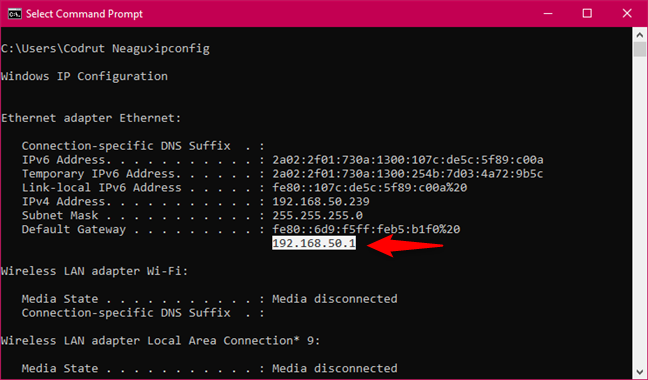 Select Command Prompt
C:\Users\Codrut Neagu>ipconfig
Windows IP Configuration
Ethernet adapter Ethernet:
Connection-specific DNS Suffix . :
IPv6 Address. . . . . . . . . . . : 2a02:2f01:730a:1300:107c:de5c:5f89:c00a
Temporary IPv6 Address. . . . . . : 2a02:2f01:730a:1300:254b:7d03:4a72:9b5c
Link-local IPv6 Address . . . . . : fe80::107c:de5c:5f89:c00a%20
IPv4 Address. . . . . . . . . . . : 192.168.50.239
Subnet Mask . . . . . . . . . . . : 255.255.255.0
Default Gateway . . . . . . . . . : fe80::6d9:f5ff:feb5:b1f0%20
192.168.50.1
Wireless LAN adapter Wi-Fi:
Media State . . . . . . . . . . . : Media disconnected
Connection-specific DNS Suffix . :
Wireless LAN adapter Local Area Connection* 9:
Media State . . . . . . . . . . . : Media disconnected